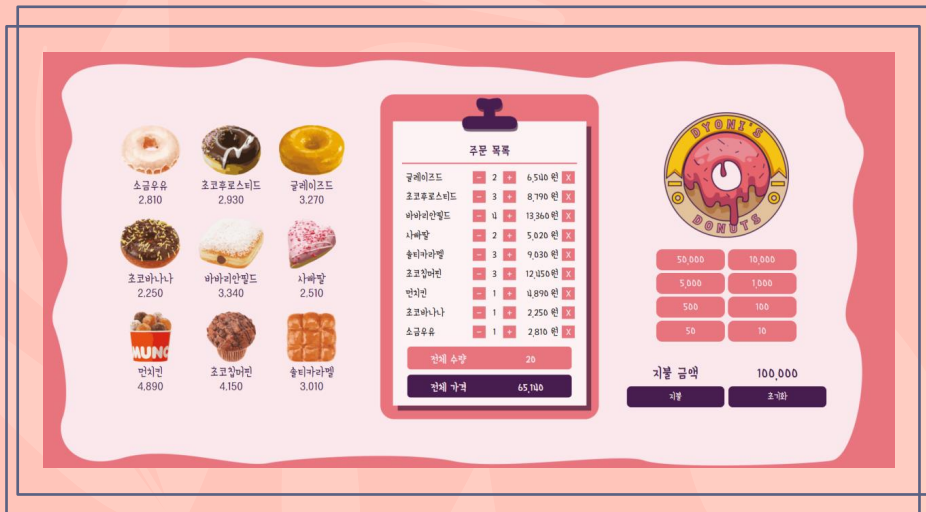 소금우유 초코후로스티드 글레이즈드
2.810 2.930 3.270
초코바나나 바바리안필드 사빠딸
2.250 3.340 2.510
MUNC
먼치킨 초코칩머핀 솔티카라멜
4.890 4.150 3.010
주문 목록
글레이즈드 - 2 + 6,540 원 X
초코후로스티드 - 3 + 8,790 원 X
바바리안필드 - 4 + 13,360 원 X
사빠딸 - 2 + 5,020 원 X
솔티카라멜 - 3 + 9,030 원 X
초코칩머핀 - 3 + 12,450 원 X
먼치킨 - 1 + 4,890 원 X
초코바나나 - 1 + 2,250 원 X
소금우유 - 1 + 2,810 원 X
전체 수량 20
전체 가격 65,140
DYONI'S
DONUTS
50,000 10,000
5,000 1,000
500 100
50 10
지불 금액 100,000
지불 초기화